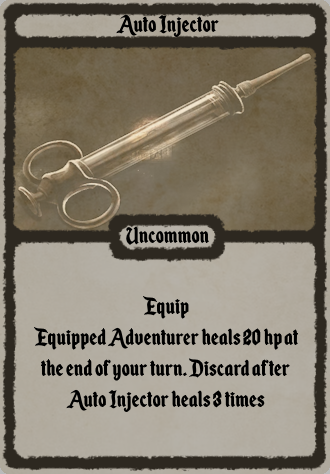 Auto Injector
Uncommon
Equip
Equipped Adventurer heals 20 hp at
the end of your turn. Discard after
Auto Injector heals 3 times